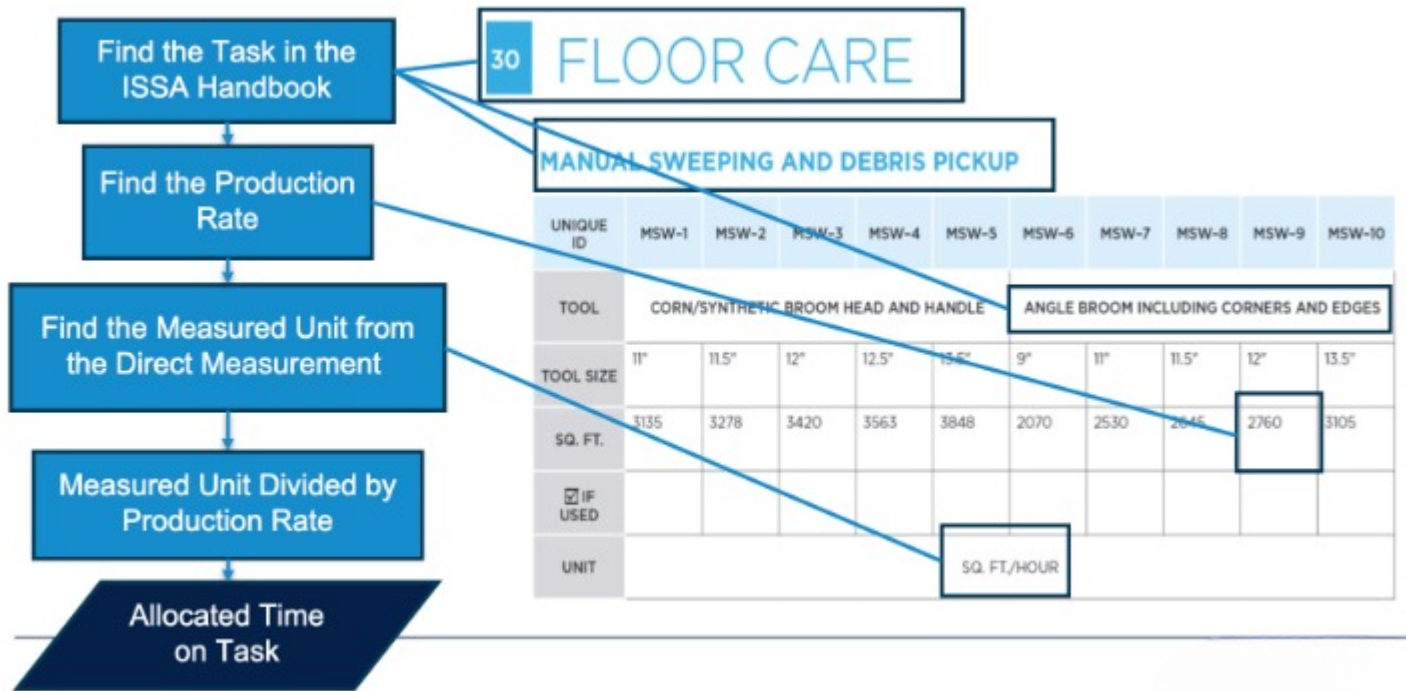 Find the Task in the
ISSA Handbook
Find the Production
Rate
Find the Measured Unit from
the Direct Measurement
Measured Unit Divided by
Production Rate
Allocated Time
on Task
30 FLOOR CARE
MANUAL SWEEPING AND DEBRIS PICKUP
UNIQUE ID MSW-1 MSW-2 MSW-3 MSW-4 MSW-5 MSW-6 MSW-7 MSW-8 MSW-9 MSW-10
TOOL CORN/SYNTHETIC BROOM HEAD AND HANDLE ANGLE BROOM INCLUDING CORNERS AND EDGES
TOOL SIZE 11" 11.5" 12" 12.5" 13.5" 9" 11" 11.5" 12" 13.5"
SQ. FT. 3135 3278 3420 3563 3848 2070 2530 2645 2760 3105
☑ IF USED
UNIT SQ. FT./HOUR